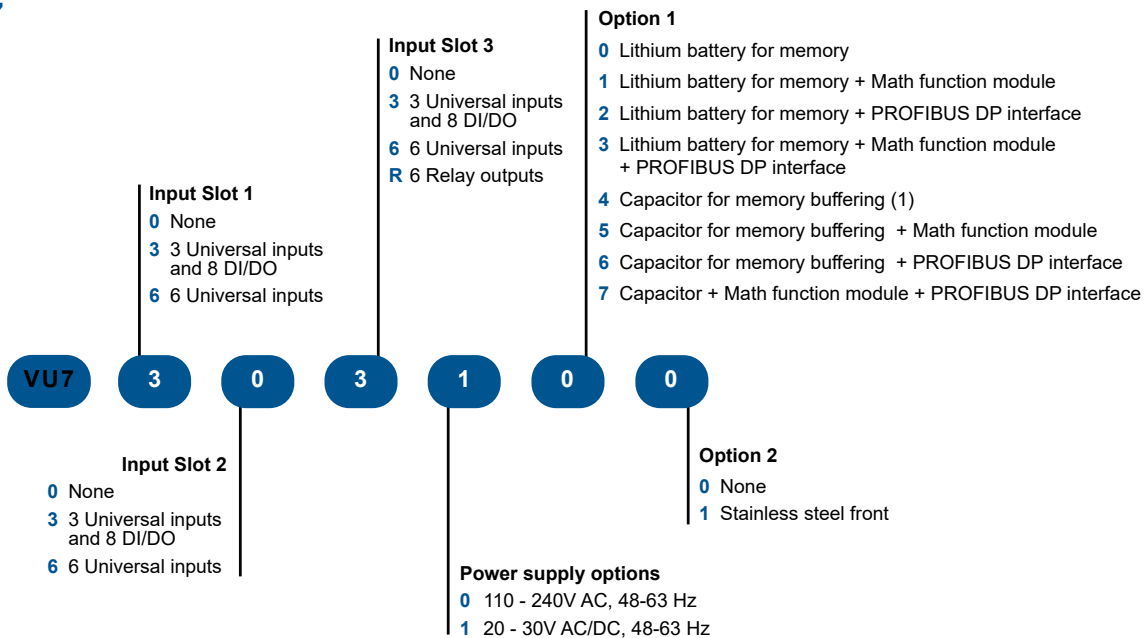 Option 1
0 Lithium battery for memory
1 Lithium battery for memory + Math function module
2 Lithium battery for memory + PROFIBUS DP interface
3 Lithium battery for memory + Math function module
+ PROFIBUS DP interface
4 Capacitor for memory buffering (1)
5 Capacitor for memory buffering + Math function module
6 Capacitor for memory buffering + PROFIBUS DP interface
7 Capacitor + Math function module + PROFIBUS DP interface
Input Slot 3
0 None
3 3 Universal inputs
and 8 DI/DO
6 6 Universal inputs
R 6 Relay outputs
Input Slot 1
0 None
3 3 Universal inputs
and 8 DI/DO
6 6 Universal inputs
VU7 3 0 3 1 0 0
Input Slot 2
0 None
3 3 Universal inputs
and 8 DI/DO
6 6 Universal inputs
Power supply options
0 110 - 240V AC, 48-63 Hz
1 20 - 30V AC/DC, 48-63 Hz
Option 2
0 None
1 Stainless steel front